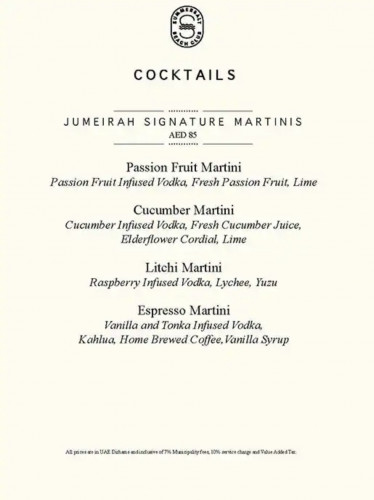 SUMMERSALT
BEACH CLUB
COCKTAILS
JUMEIRAH SIGNATURE MARTINIS
AED 85
Passion Fruit Martini
Passion Fruit Infused Vodka, Fresh Passion Fruit, Lime
Cucumber Martini
Cucumber Infused Vodka, Fresh Cucumber Juice,
Elderflower Cordial, Lime
Litchi Martini
Raspberry Infused Vodka, Lychee, Yuzu
Espresso Martini
Vanilla and Tonka Infused Vodka,
Kahlua, Home Brewed Coffee,Vanilla Syrup
All prices are in UAE Dirhams and inclusive of 7% Municipality fees, 10% service charge and Value Added Tax.